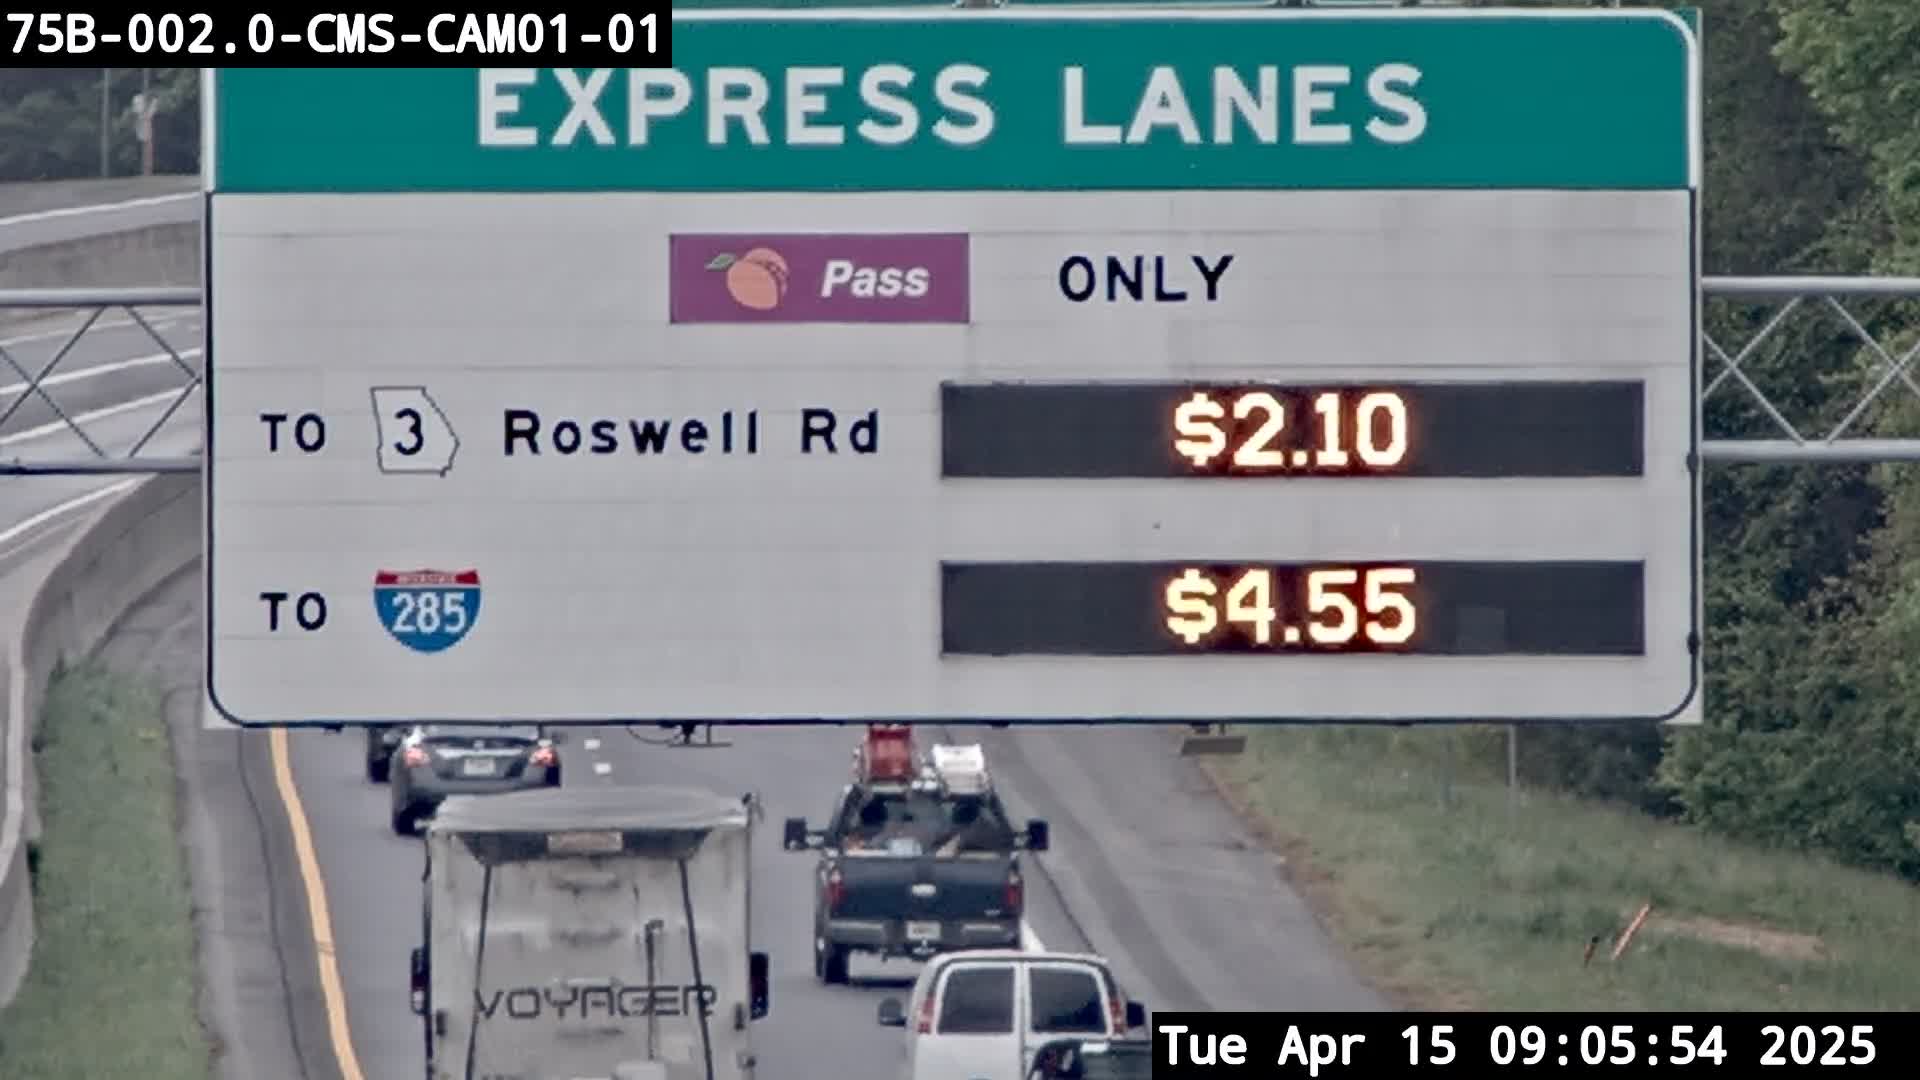 75B-002.0-CMS-CAM01-01
EXPRESS LANES
Pass ONLY
TO 3 Roswell Rd $2.10
TO 285 $4.55
VOYAGER
Tue Apr 15 09:05:54 2025